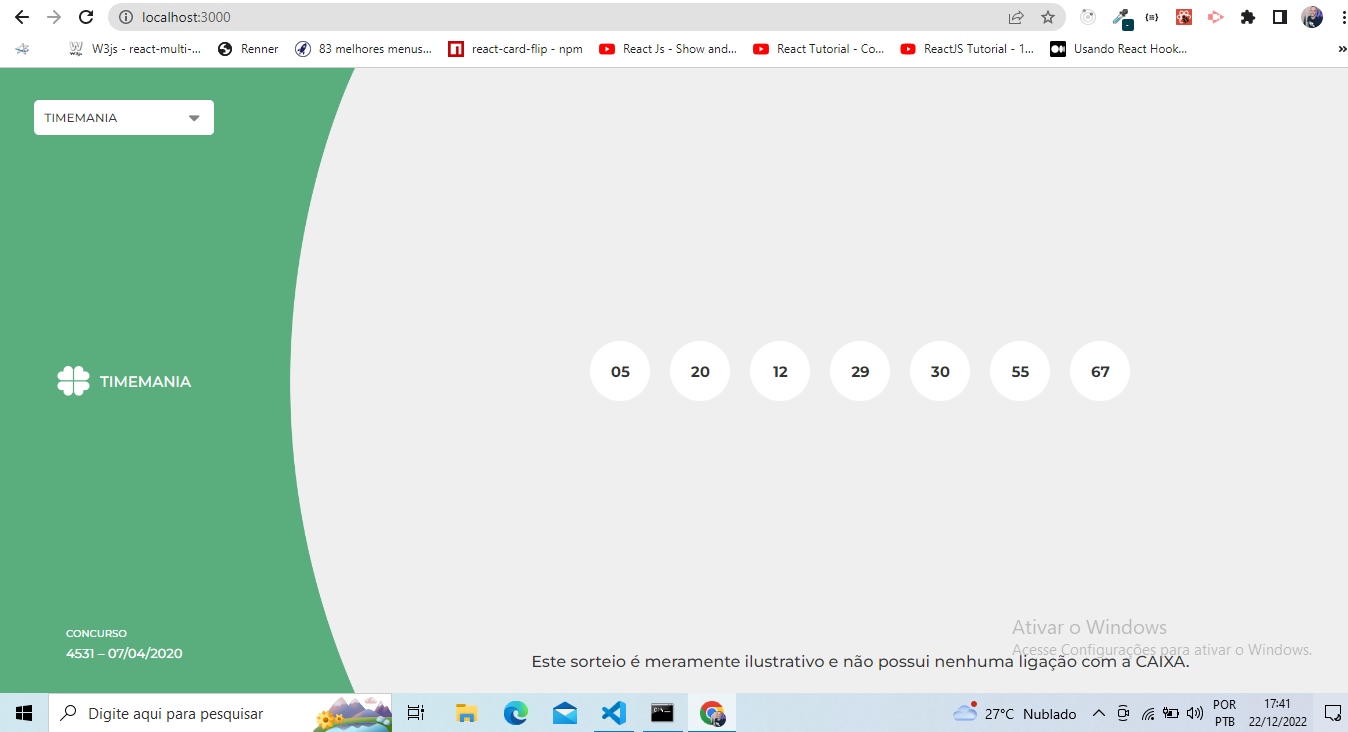 localhost:3000
W3js - react-multi-...
Renner
83 melhores menus...
react-card-flip - npm
React Js - Show and...
React Tutorial - Co...
ReactJS Tutorial - 1...
Usando React Hook...
»
TIMEMANIA
05 20 12 29 30 55 67
TIMEMANIA
CONCURSO
4531 – 07/04/2020
Ativar o Windows
Acesse Configurações para ativar o Windows.
Este sorteio é meramente ilustrativo e não possui nenhuma ligação com a CAIXA.
Digite aqui para pesquisar
27°C Nublado
POR
PTB
17:41
22/12/2022